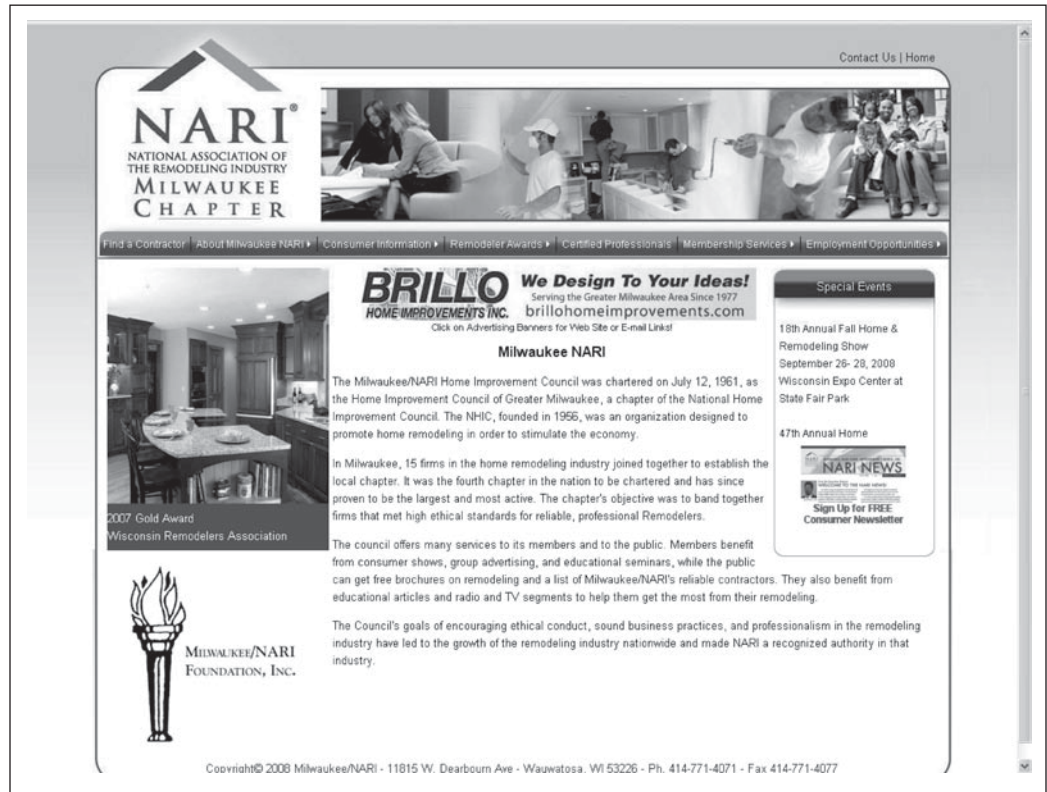 Contact Us | Home
NARI®
NATIONAL ASSOCIATION OF
THE REMODELING INDUSTRY
MILWAUKEE
CHAPTER
Find a Contractor About Milwaukee NARI Consumer Information Remodeler Awards Certified Professionals Membership Services Employment Opportunities
BRILLO
HOME IMPROVEMENTS INC.
We Design To Your Ideas!
Serving the Greater Milwaukee Area Since 1977
brillohomeimprovements.com
Click on Advertising Banners for Web Site or E-mail Links!
Milwaukee NARI
The Milwaukee/NARI Home Improvement Council was chartered on July 12, 1961, as
the Home Improvement Council of Greater Milwaukee, a chapter of the National Home
Improvement Council. The NHIC, founded in 1956, was an organization designed to
promote home remodeling in order to stimulate the economy.
In Milwaukee, 15 firms in the home remodeling industry joined together to establish the
local chapter. It was the fourth chapter in the nation to be chartered and has since
proven to be the largest and most active. The chapter's objective was to band together
firms that met high ethical standards for reliable, professional Remodelers.
The council offers many services to its members and to the public. Members benefit
from consumer shows, group advertising, and educational seminars, while the public
can get free brochures on remodeling and a list of Milwaukee/NARI's reliable contractors. They also benefit from
educational articles and radio and TV segments to help them get the most from their remodeling.
The Council's goals of encouraging ethical conduct, sound business practices, and professionalism in the remodeling
industry have led to the growth of the remodeling industry nationwide and made NARI a recognized authority in that
industry.
2007 Gold Award
Wisconsin Remodelers Association
MILWAUKEE/NARI
FOUNDATION, INC.
Special Events
18th Annual Fall Home &
Remodeling Show
September 26- 28, 2008
Wisconsin Expo Center at
State Fair Park
47th Annual Home
NARI NEWS
WELCOME TO THE NARI NEWS!
Sign Up for FREE
Consumer Newsletter
Copyright© 2008 Milwaukee/NARI - 11815 W. Dearbourn Ave - Wauwatosa, WI 53226 - Ph. 414-771-4071 - Fax 414-771-4077